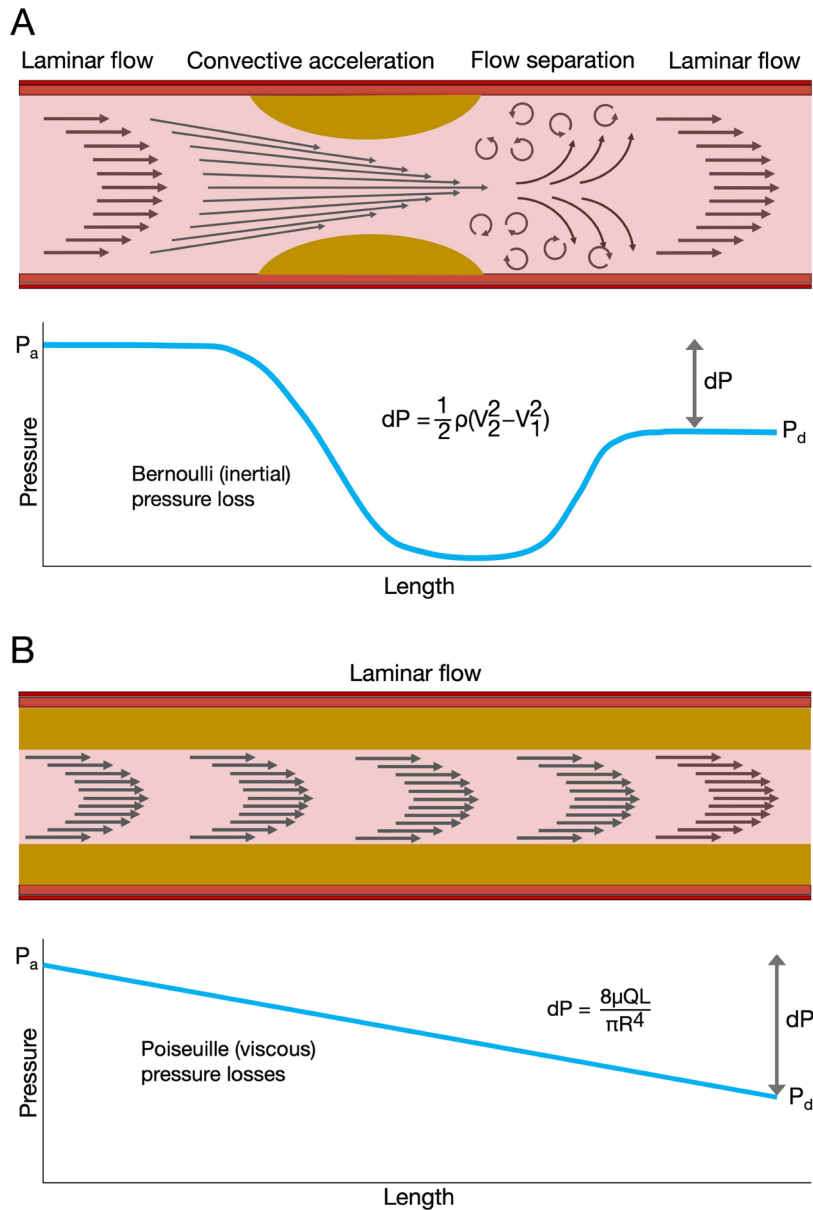 A
Laminar flow Convective acceleration Flow separation Laminar flow
Pa
dP
dP = 1/2 ρ(V₂²−V₁²)
Pd
Pressure
Bernoulli (inertial)
pressure loss
Length
B
Laminar flow
Pa
dP = 8µQL/πR⁴
dP
Pressure
Poiseuille (viscous)
pressure losses
Pd
Length